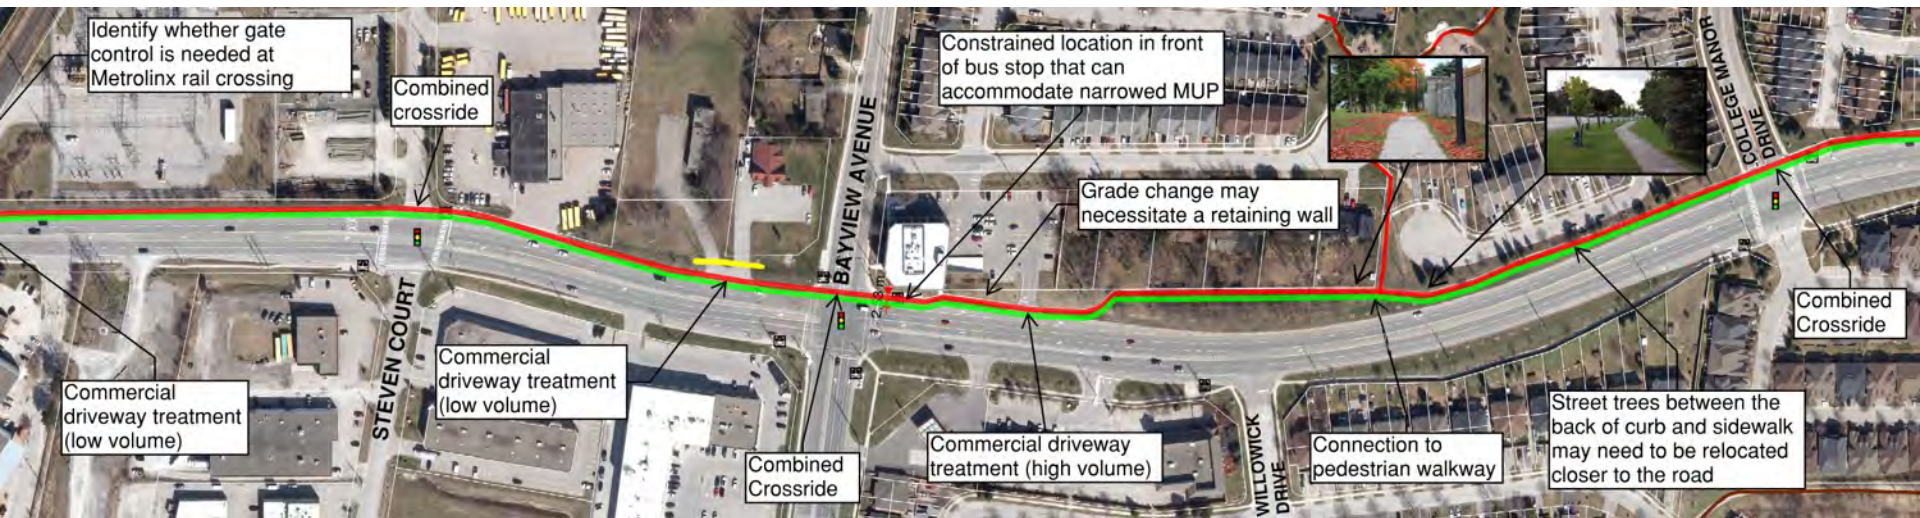 Identify whether gate
control is needed at
Metrolinx rail crossing
Combined
crossride
Constrained location in front
of bus stop that can
accommodate narrowed MUP
BAYVIEW AVENUE
COLLEGE MANOR
DRIVE
Grade change may
necessitate a retaining wall
2.3 m
STEVEN COURT
Combined
Crossride
Commercial
driveway treatment
(low volume)
Commercial
driveway treatment
(low volume)
Combined
Crossride
Commercial driveway
treatment (high volume)
WILLOWICK
DRIVE
Connection to
pedestrian walkway
Street trees between the
back of curb and sidewalk
may need to be relocated
closer to the road